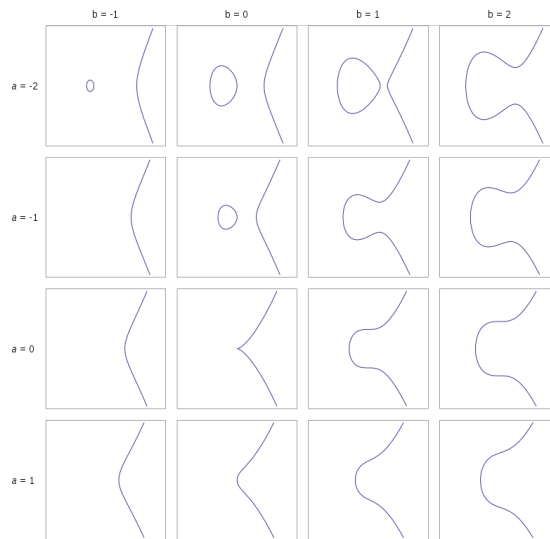 b = -1 b = 0 b = 1 b = 2
a = -2
a = -1
a = 0
a = 1